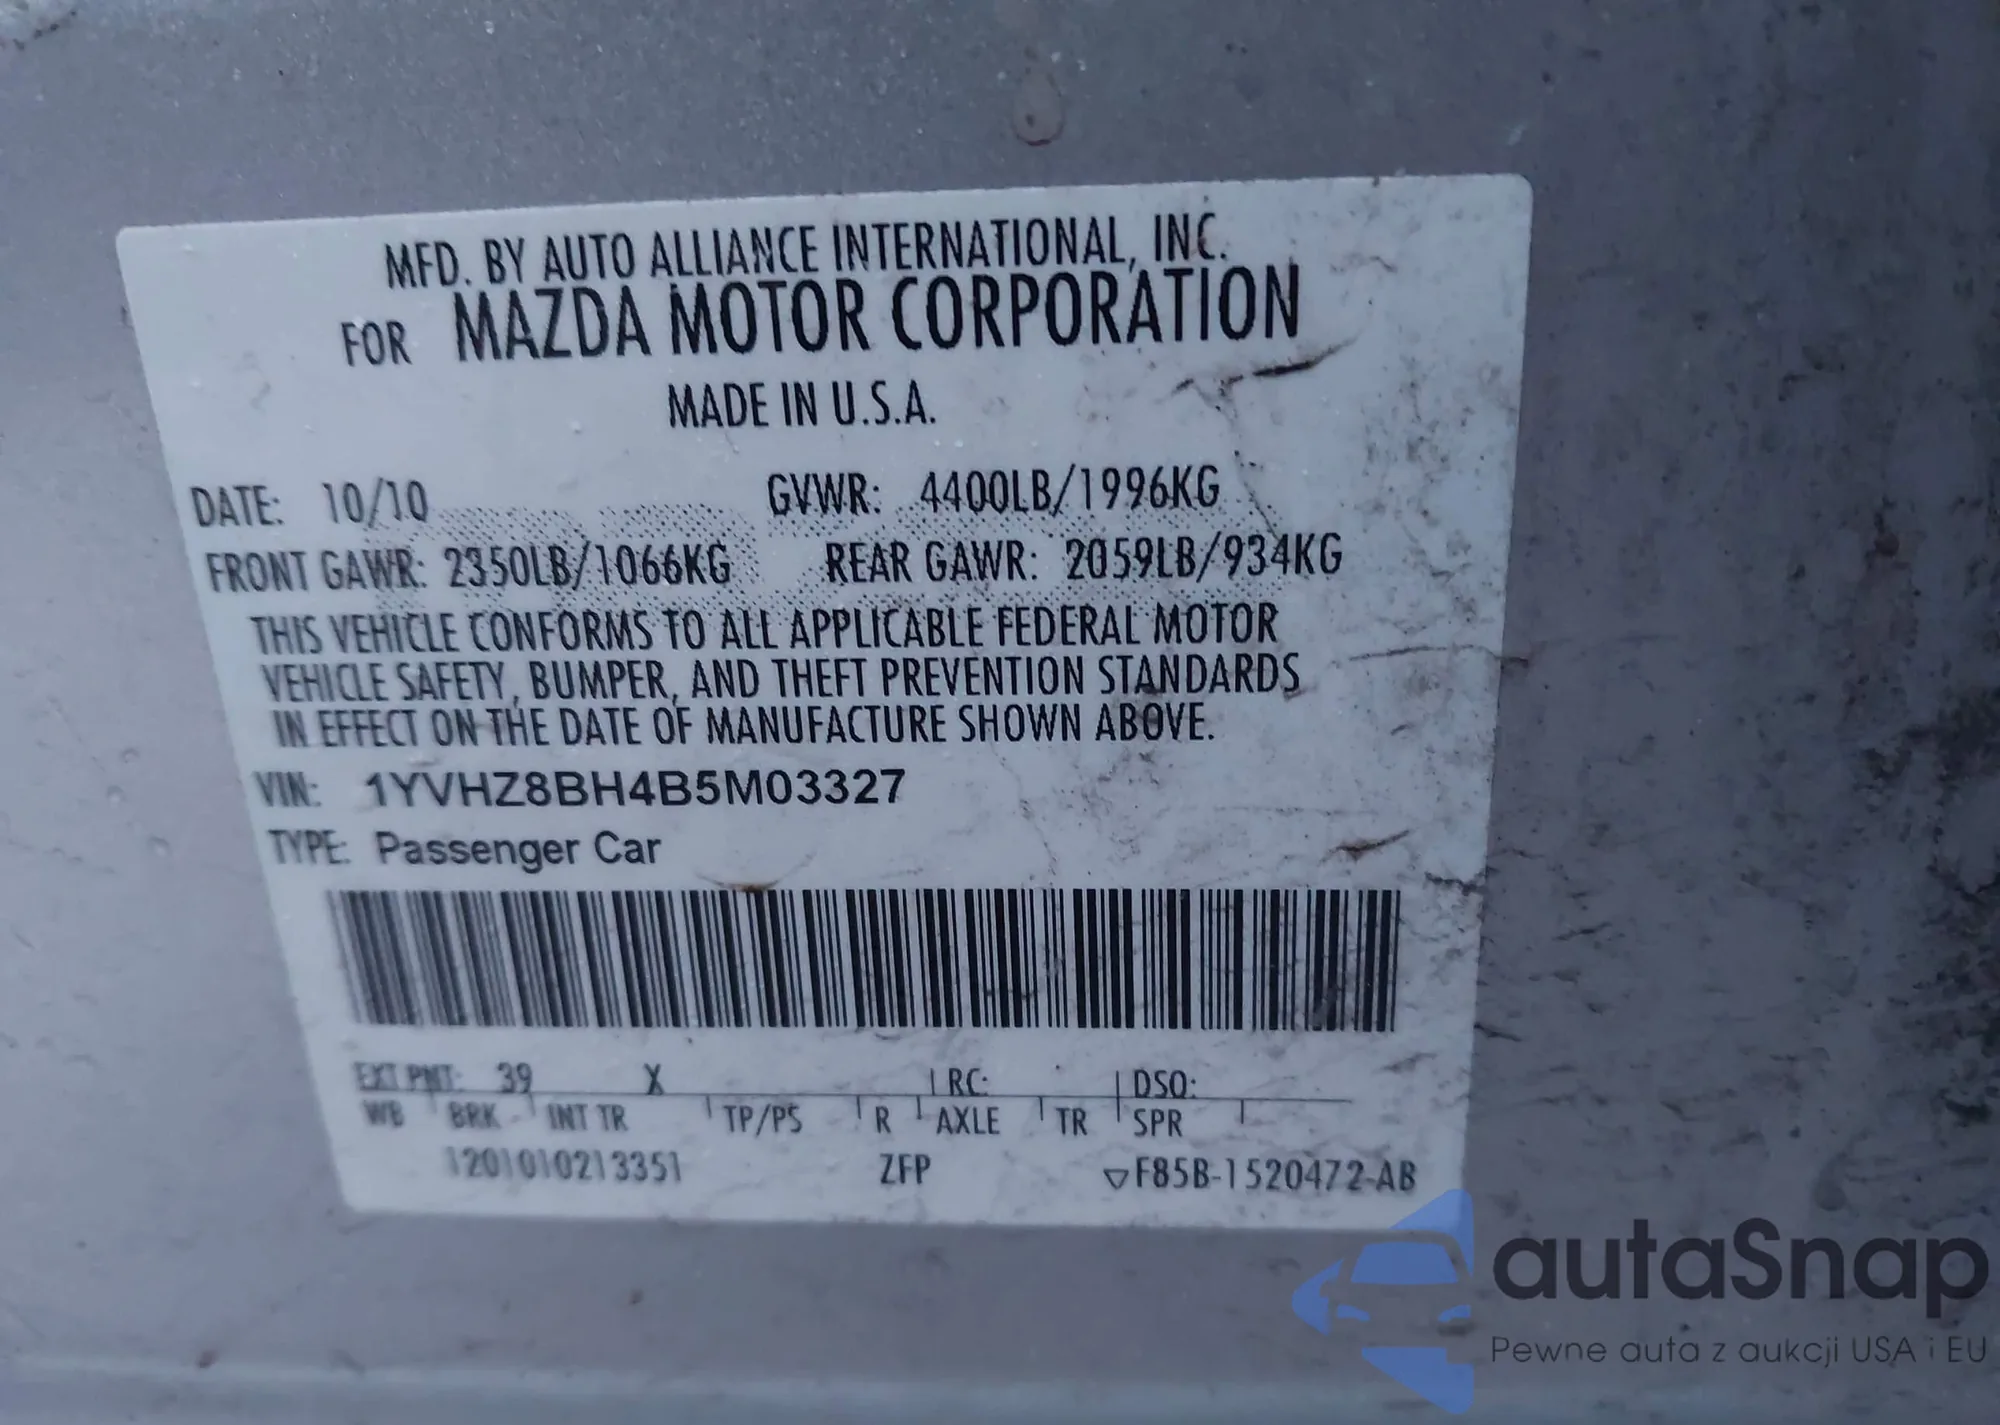 MFD. BY AUTO ALLIANCE INTERNATIONAL, INC.
FOR MAZDA MOTOR CORPORATION
MADE IN U.S.A.
DATE: 10/10 GVWR: 4400LB/1996KG
FRONT GAWR: 2350LB/1066KG REAR GAWR: 2059LB/934KG
THIS VEHICLE CONFORMS TO ALL APPLICABLE FEDERAL MOTOR
VEHICLE SAFETY, BUMPER, AND THEFT PREVENTION STANDARDS
IN EFFECT ON THE DATE OF MANUFACTURE SHOWN ABOVE.
VIN: 1YVHZ8BH4B5M03327
TYPE: Passenger Car
EXT PNT: 39 X RC: DSO:
WB BRK INT TR TP/PS R AXLE TR SPR
1201010213351 ZFP F85B-1520472-AB
autaSnap
Pewne auta z aukcji USA i EU